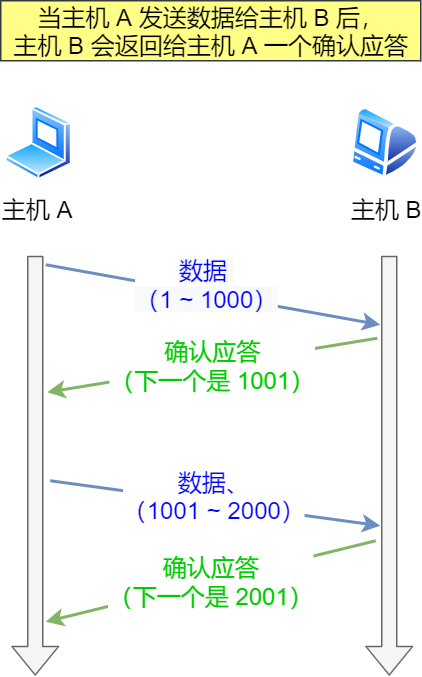 当主机 A 发送数据给主机 B 后，
主机 B 会返回给主机 A 一个确认应答
主机 A
主机 B
数据
（1 ~ 1000）
确认应答
（下一个是 1001）
数据、
（1001 ~ 2000）
确认应答
（下一个是 2001）